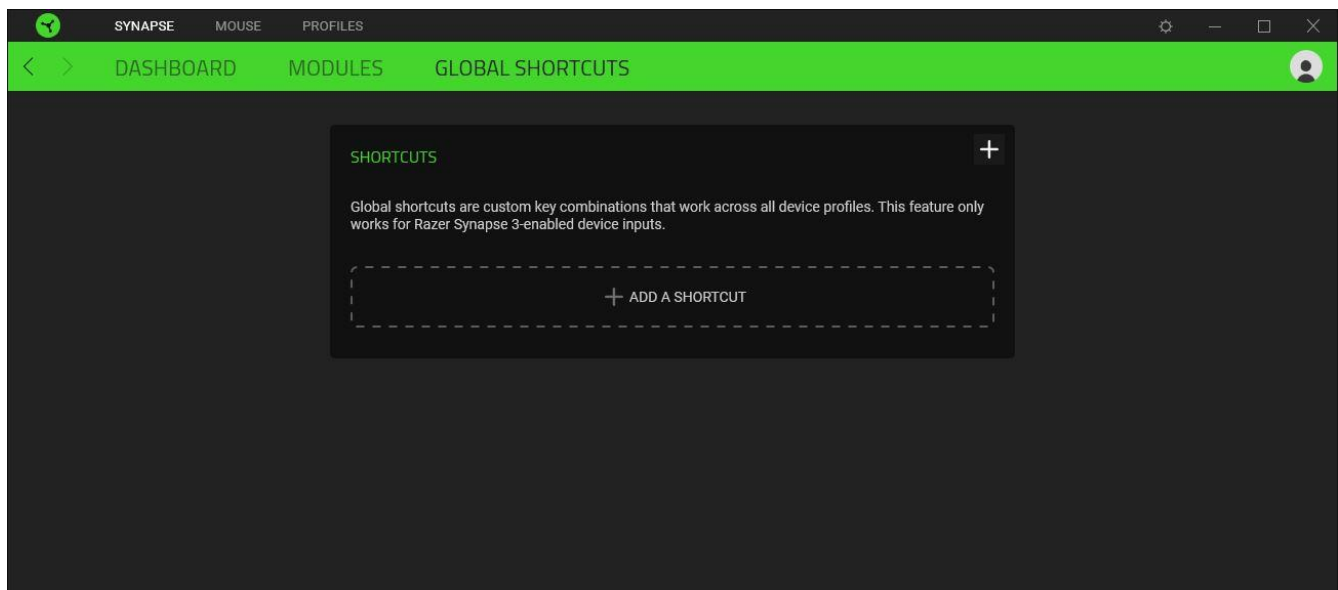 SYNAPSE MOUSE PROFILES
DASHBOARD MODULES GLOBAL SHORTCUTS
SHORTCUTS
Global shortcuts are custom key combinations that work across all device profiles. This feature only
works for Razer Synapse 3-enabled device inputs.
ADD A SHORTCUT